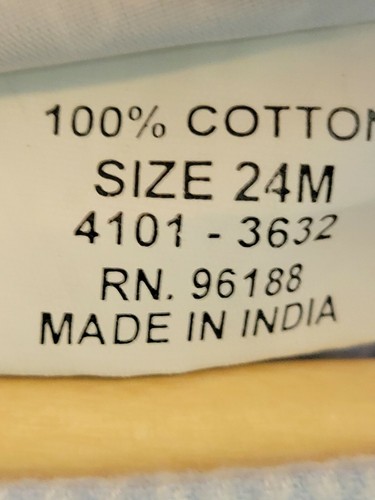 100% COTTON
SIZE 24M
4101 - 3632
RN. 96188
MADE IN INDIA